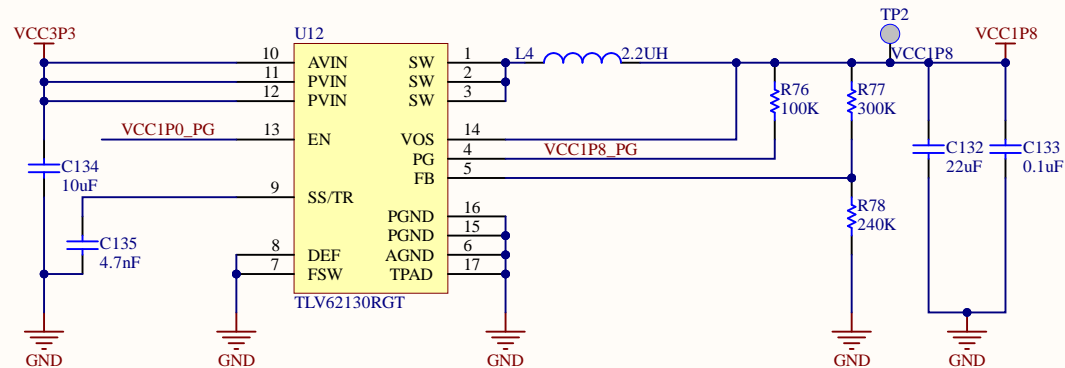 VCC3P3
U12
TP2
VCC1P8
10 AVIN SW 1 L4 2.2UH VCC1P8
11 PVIN SW 2
12 PVIN SW 3
R76
100K
R77
300K
VCC1P0_PG 13 EN VOS 14
PG 4 VCC1P8_PG
FB 5
C134
10uF
C132
22uF
C133
0.1uF
9 SS/TR
PGND 16
PGND 15
R78
240K
C135
4.7nF
8 DEF AGND 6
7 FSW TPAD 17
TLV62130RGT
GND GND GND GND GND